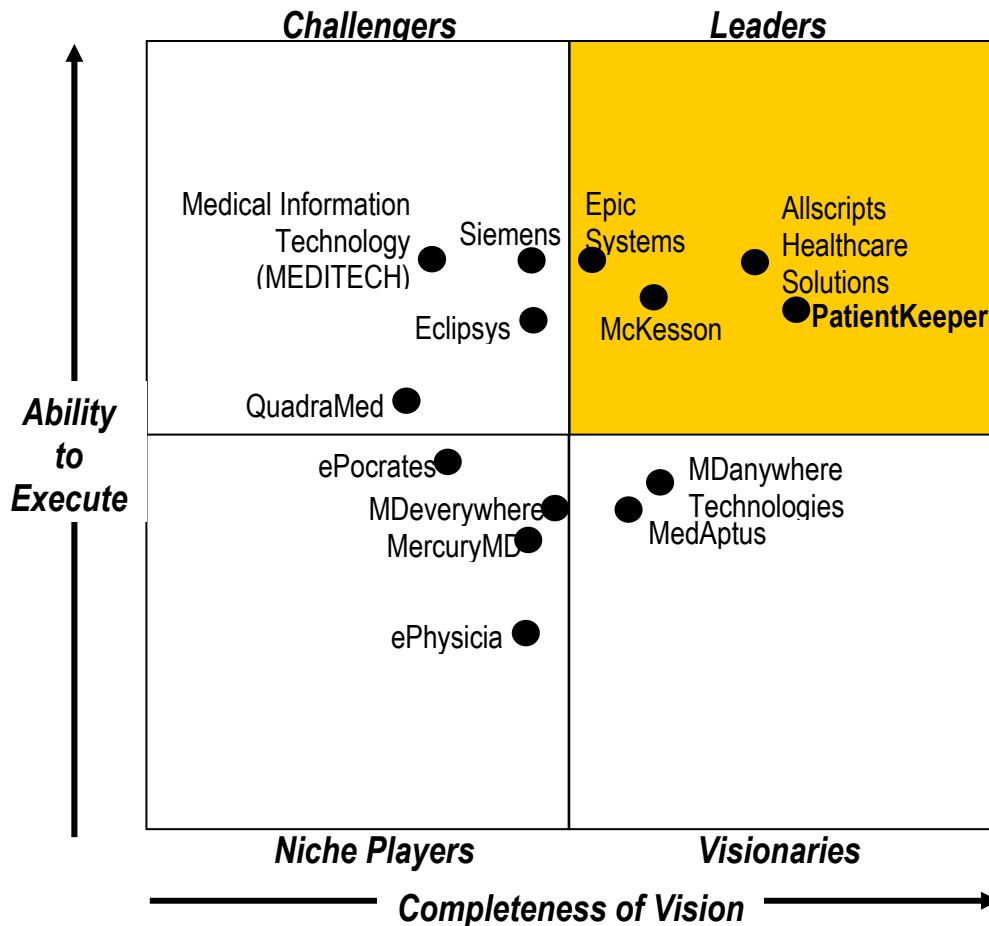 Challengers
Leaders
Medical Information
Technology
(MEDITECH)
Siemens
Epic
Systems
Allscripts
Healthcare
Solutions
PatientKeeper
Eclipsys
McKesson
QuadraMed
Ability
to
Execute
ePocrates
MDeverywhere
MercuryMD
MDanywhere
Technologies
MedAptus
ePhysicia
Niche Players
Visionaries
Completeness of Vision